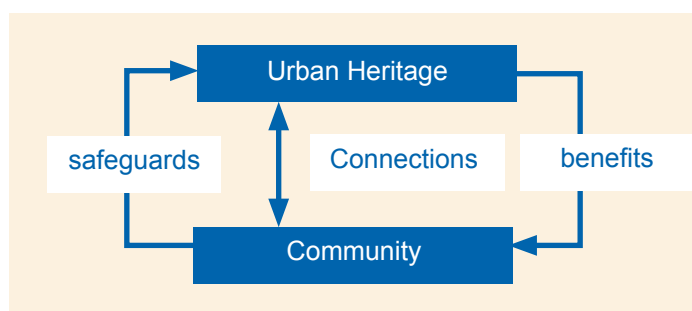 Urban Heritage
safeguards
Connections
benefits
Community